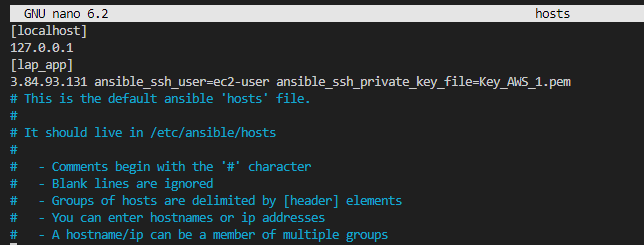 GNU nano 6.2 hosts
[localhost]
127.0.0.1
[lap_app]
3.84.93.131 ansible_ssh_user=ec2-user ansible_ssh_private_key_file=Key_AWS_1.pem
# This is the default ansible 'hosts' file.
#
# It should live in /etc/ansible/hosts
#
#   - Comments begin with the '#' character
#   - Blank lines are ignored
#   - Groups of hosts are delimited by [header] elements
#   - You can enter hostnames or ip addresses
#   - A hostname/ip can be a member of multiple groups